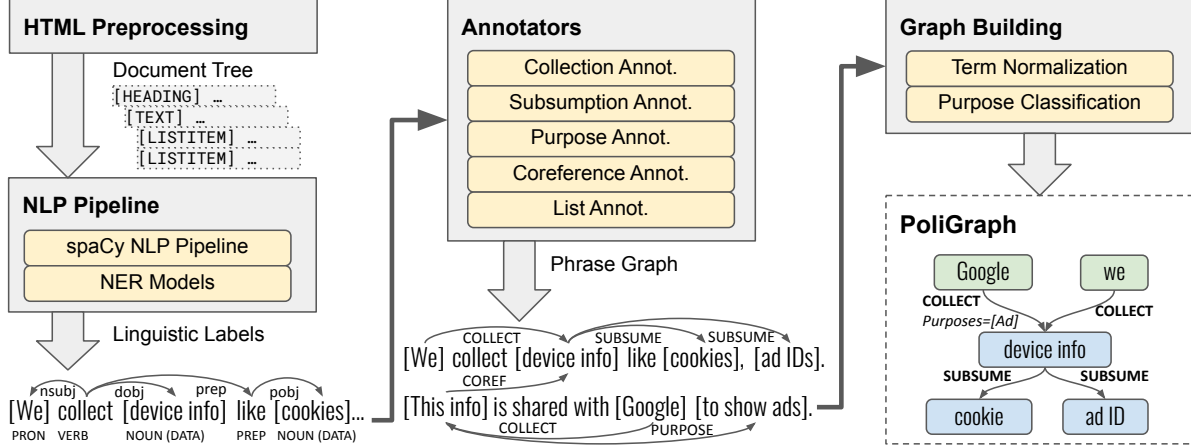 HTML Preprocessing
Document Tree
[HEADING] …
[TEXT] …
[LISTITEM] …
[LISTITEM] …
NLP Pipeline
spaCy NLP Pipeline
NER Models
Linguistic Labels
nsubj dobj prep pobj
[We] collect [device info] like [cookies]...
PRON VERB NOUN (DATA) PREP NOUN (DATA)
Annotators
Collection Annot.
Subsumption Annot.
Purpose Annot.
Coreference Annot.
List Annot.
Phrase Graph
COLLECT SUBSUME SUBSUME
[We] collect [device info] like [cookies], [ad IDs].
COREF
[This info] is shared with [Google] [to show ads].
COLLECT PURPOSE
Graph Building
Term Normalization
Purpose Classification
PoliGraph
Google we
COLLECT
Purposes=[Ad]
COLLECT
device info
SUBSUME SUBSUME
cookie ad ID